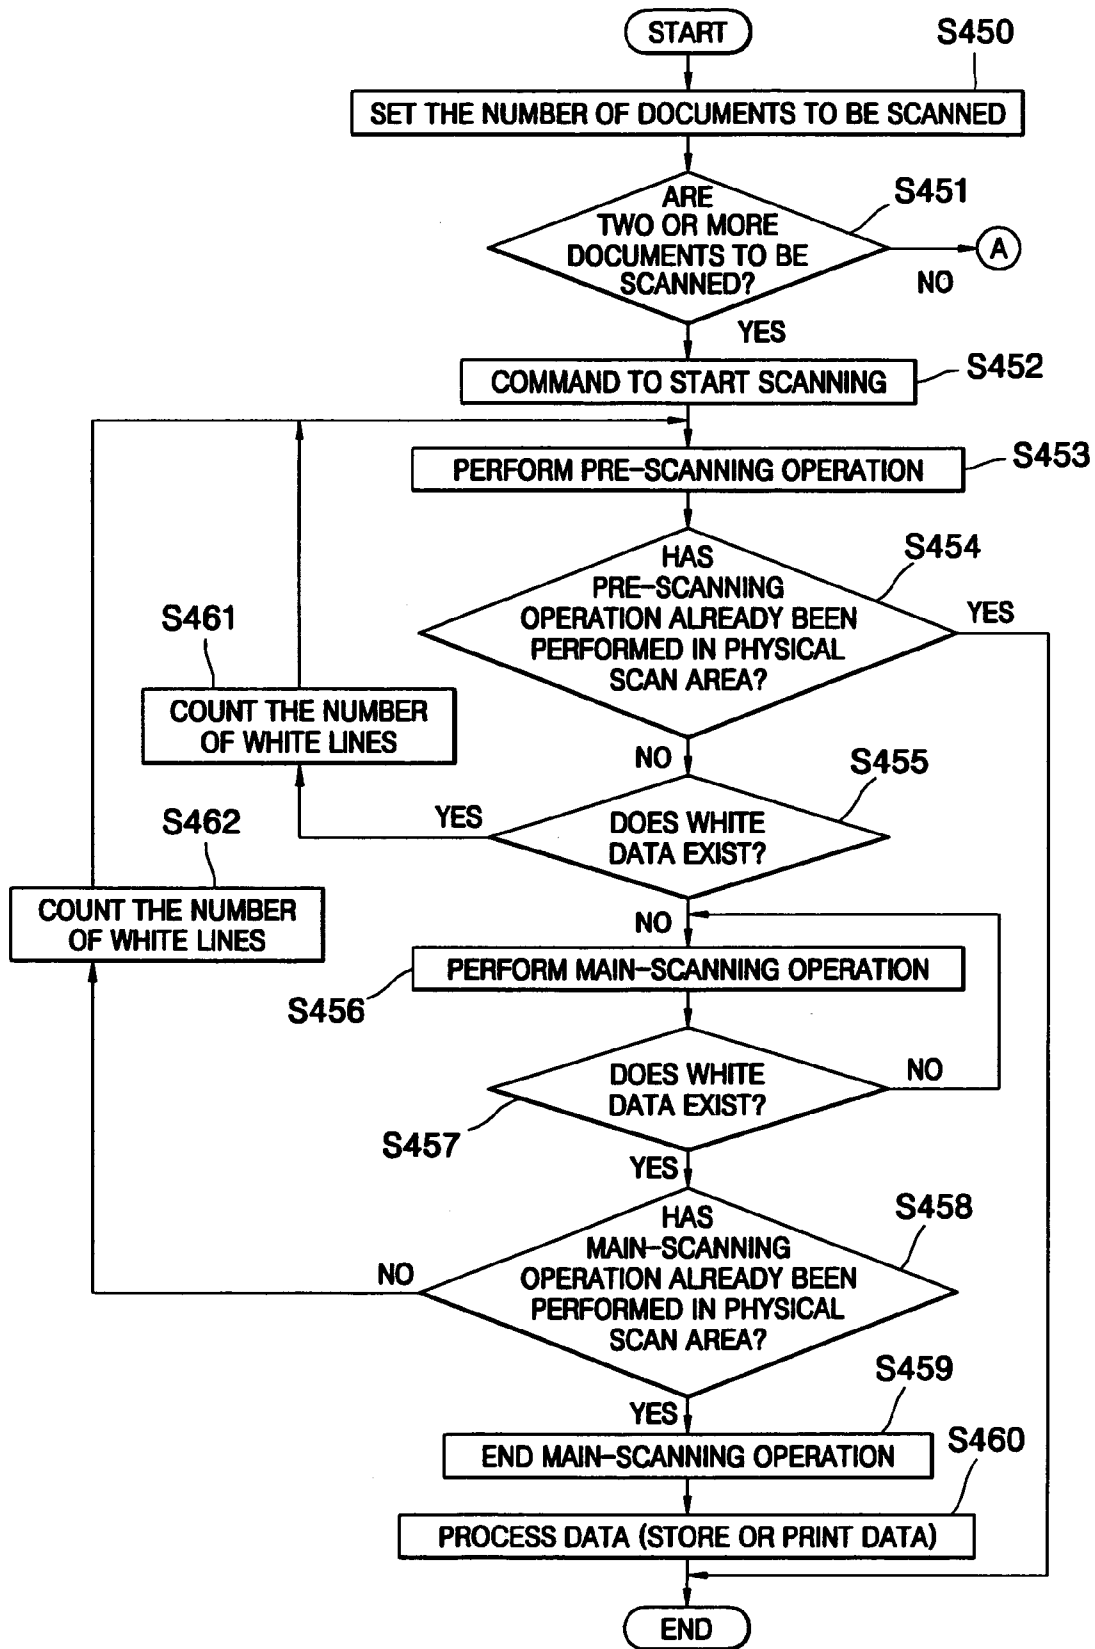 START
S450
SET THE NUMBER OF DOCUMENTS TO BE SCANNED
ARE
TWO OR MORE
DOCUMENTS TO BE
SCANNED?
S451
A
NO
YES
COMMAND TO START SCANNING
S452
PERFORM PRE-SCANNING OPERATION
S453
HAS
PRE-SCANNING
OPERATION ALREADY BEEN
PERFORMED IN PHYSICAL
SCAN AREA?
S454
YES
S461
COUNT THE NUMBER
OF WHITE LINES
NO
S455
YES
DOES WHITE
DATA EXIST?
S462
COUNT THE NUMBER
OF WHITE LINES
NO
PERFORM MAIN-SCANNING OPERATION
S456
DOES WHITE
DATA EXIST?
NO
S457
YES
HAS
MAIN-SCANNING
OPERATION ALREADY BEEN
PERFORMED IN PHYSICAL
SCAN AREA?
S458
NO
YES
S459
END MAIN-SCANNING OPERATION
S460
PROCESS DATA (STORE OR PRINT DATA)
END